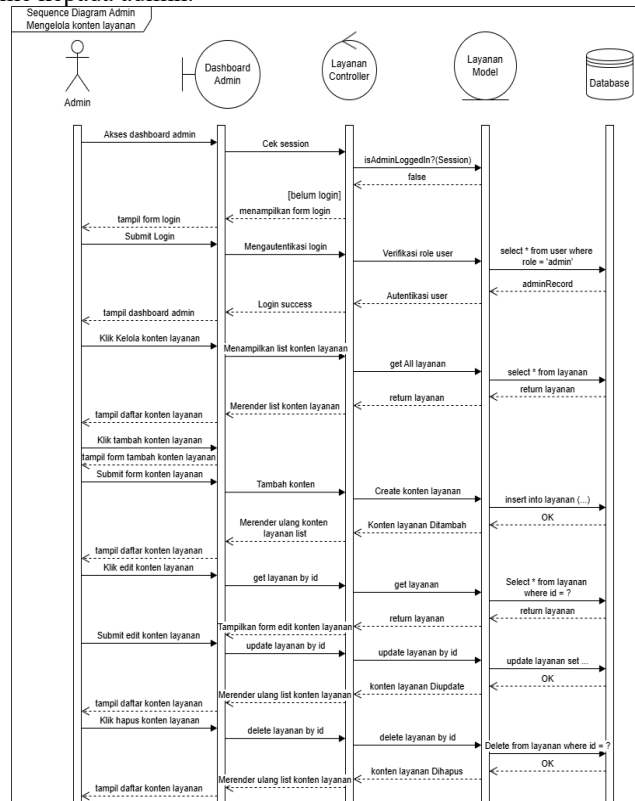 Sequence Diagram Admin
Mengelola konten layanan
Admin
Dashboard
Admin
Layanan
Controller
Layanan
Model
Database
Akses dashboard admin
Cek session
isAdminLoggedIn?(Session)
false
[belum login]
menampilkan form login
tampil form login
Submit Login
Mengautentikasi login
Verifikasi role user
select * from user where
role = 'admin'
adminRecord
Autentikasi user
Login success
tampil dashboard admin
Klik Kelola konten layanan
Menampilkan list konten layanan
get All layanan
select * from layanan
return layanan
return layanan
Merender list konten layanan
tampil daftar konten layanan
Klik tambah konten layanan
tampil form tambah konten layanan
Submit form konten layanan
Tambah konten
Create konten layanan
insert into layanan (...)
OK
Konten layanan Ditambah
Merender ulang konten
layanan list
tampil daftar konten layanan
Klik edit konten layanan
get layanan by id
get layanan
Select * from layanan
where id = ?
return layanan
return layanan
Tampilkan form edit konten layanan
Submit edit konten layanan
update layanan by id
update layanan by id
update layanan set ...
OK
konten layanan Diupdate
Merender ulang list konten layanan
tampil daftar konten layanan
Klik hapus konten layanan
delete layanan by id
delete layanan by id
Delete from layanan where id = ?
OK
konten layanan Dihapus
Merender ulang list konten layanan
tampil daftar konten layanan